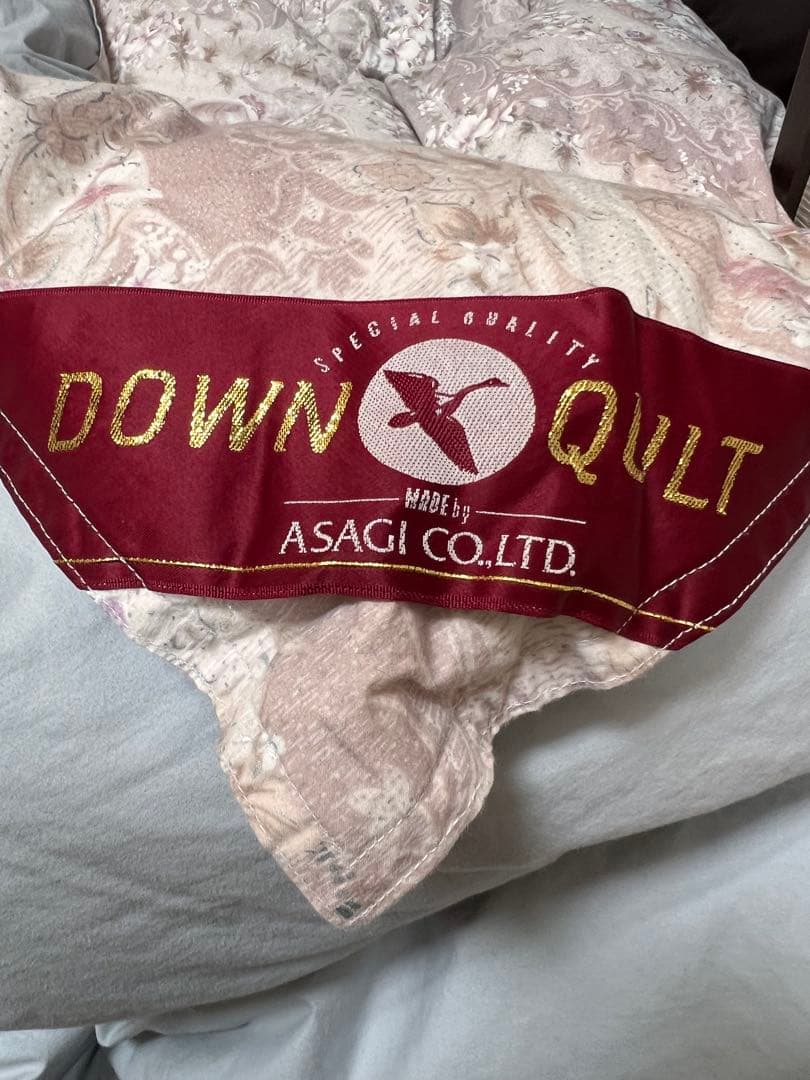 SPECIAL QUALITY
DOWN QULT
MADE by
ASAGI CO.,LTD.